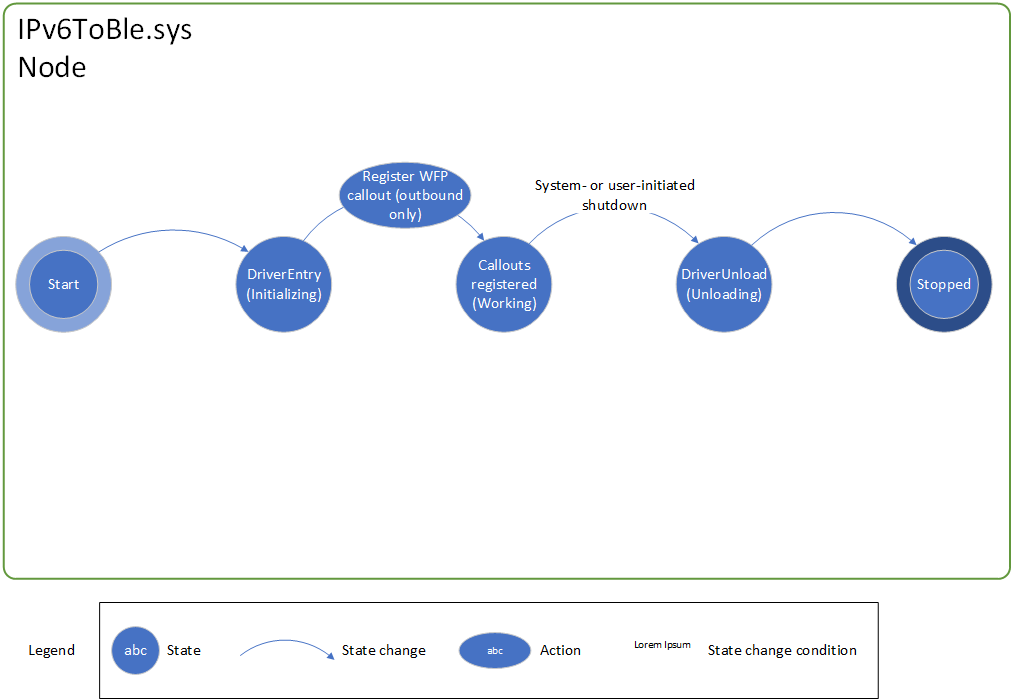 IPv6ToBle.sys
Node
Register WFP
callout (outbound
only)
System- or user-initiated
shutdown
Start
DriverEntry
(Initializing)
Callouts
registered
(Working)
DriverUnload
(Unloading)
Stopped
Legend
abc
State
State change
abc
Action
Lorem Ipsum
State change condition